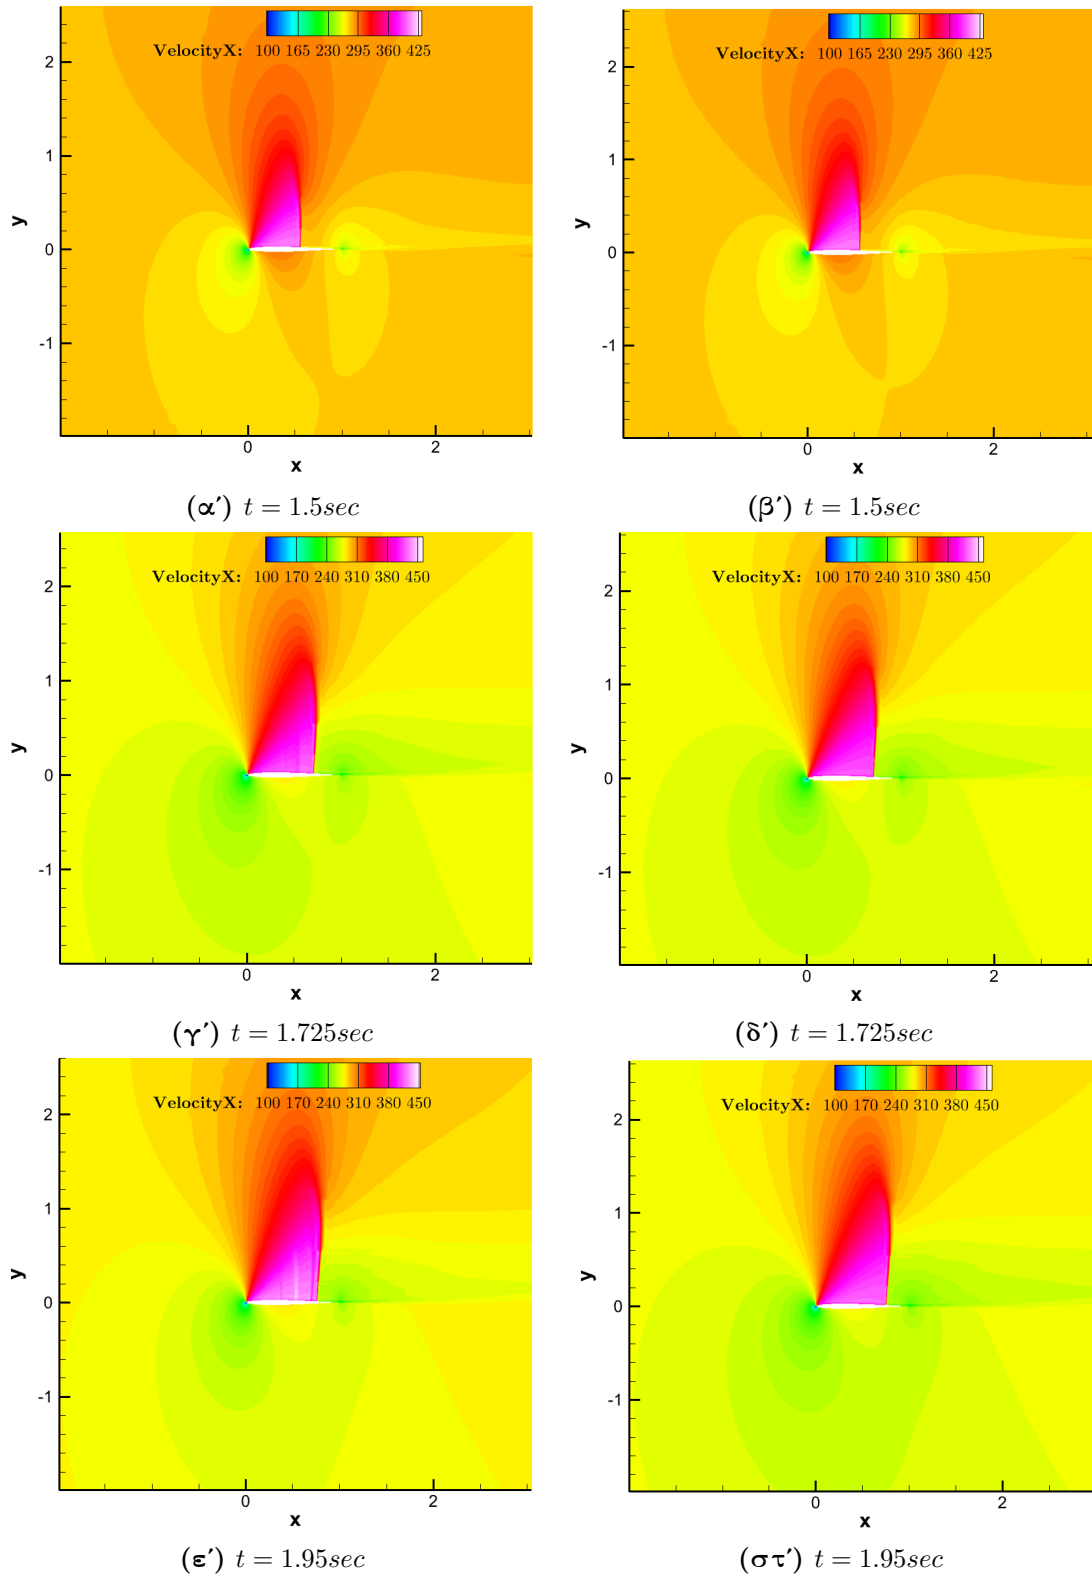 VelocityX: 100 165 230 295 360 425
2
1
0
-1
y
0 2
x
(α′) t = 1.5sec
VelocityX: 100 165 230 295 360 425
2
1
0
-1
y
0 2
x
(β′) t = 1.5sec
VelocityX: 100 170 240 310 380 450
2
1
0
-1
y
0 2
x
(γ′) t = 1.725sec
VelocityX: 100 170 240 310 380 450
2
1
0
-1
y
0 2
x
(δ′) t = 1.725sec
VelocityX: 100 170 240 310 380 450
2
1
0
-1
y
0 2
x
(ε′) t = 1.95sec
VelocityX: 100 170 240 310 380 450
2
1
0
-1
y
0 2
x
(στ′) t = 1.95sec